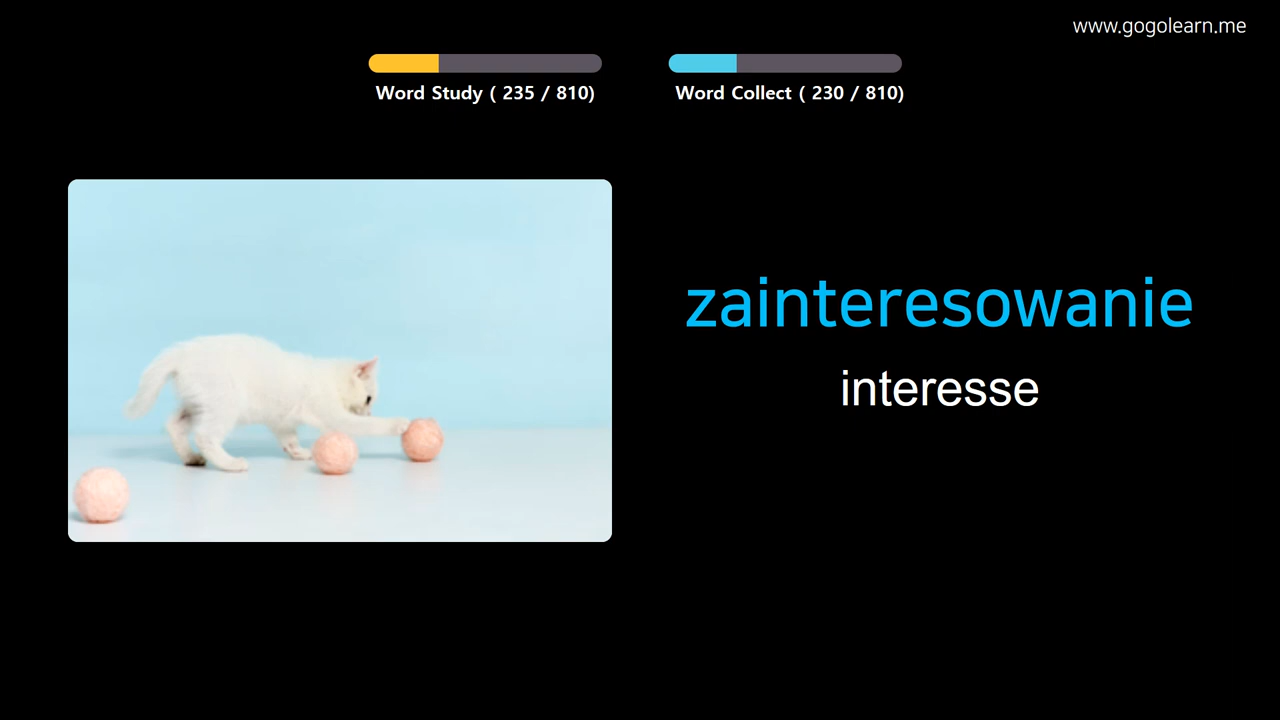 www.gogolearn.me
Word Study ( 235 / 810)
Word Collect ( 230 / 810)
zainteresowanie
interesse